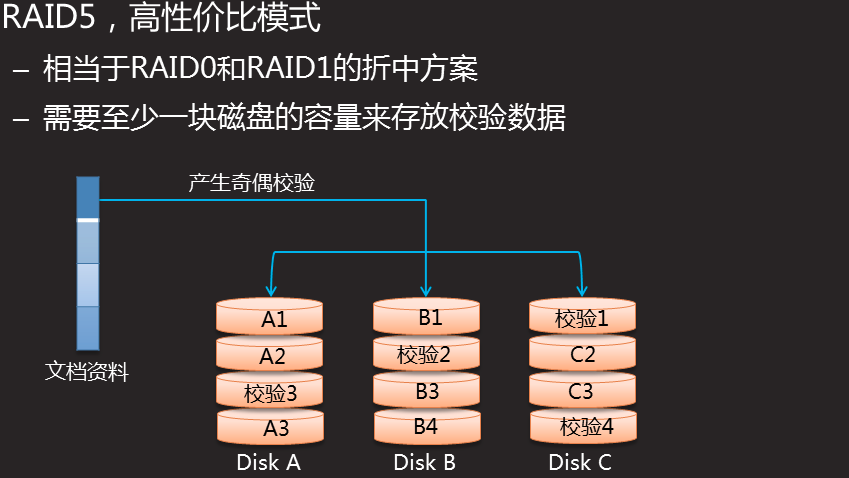 RAID5，高性价比模式
– 相当于RAID0和RAID1的折中方案
– 需要至少一块磁盘的容量来存放校验数据
产生奇偶校验
A1 B1 校验1
A2 校验2 C2
文档资料
校验3 B3 C3
A3 B4 校验4
Disk A Disk B Disk C